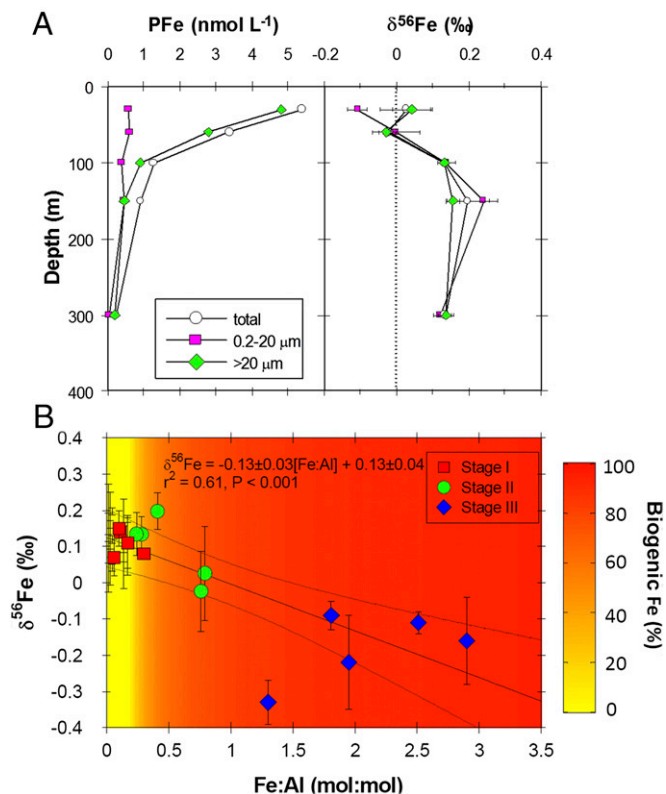 A
PFe (nmol L-1)
δ56Fe (‰)
0 1 2 3 4 5
-0.2 0 0.2 0.4
0
100
200
300
400
Depth (m)
total
0.2-20 μm
>20 μm
B
0.4
0.3
0.2
0.1
0
-0.1
-0.2
-0.3
-0.4
δ56Fe (‰)
δ56Fe = -0.13±0.03[Fe:Al] + 0.13±0.04
r2 = 0.61, P < 0.001
Stage I
Stage II
Stage III
0 0.5 1 1.5 2 2.5 3 3.5
Fe:Al (mol:mol)
100
80
60
40
20
0
Biogenic Fe (%)